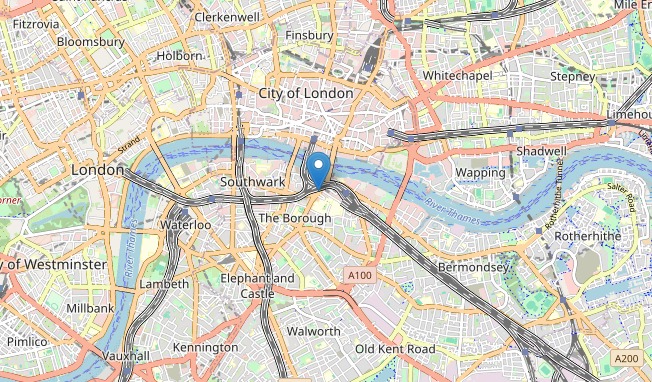 Fitzrovia
Clerkenwell
Mile E
Bloomsbury
Finsbury
Holborn
Whitechapel
Stepney
City of London
Limehou
Strand
Shadwell
London
Wapping
Southwark
River Thames
Rotherhithe Tunnel
Salter Road
orner
The Borough
Waterloo
Rotherhithe
y of Westminster
River Thames
A100
Bermondsey
Lambeth
Elephant and
Castle
Millbank
Walworth
Pimlico
Kennington
Old Kent Road
Vauxhall
A200